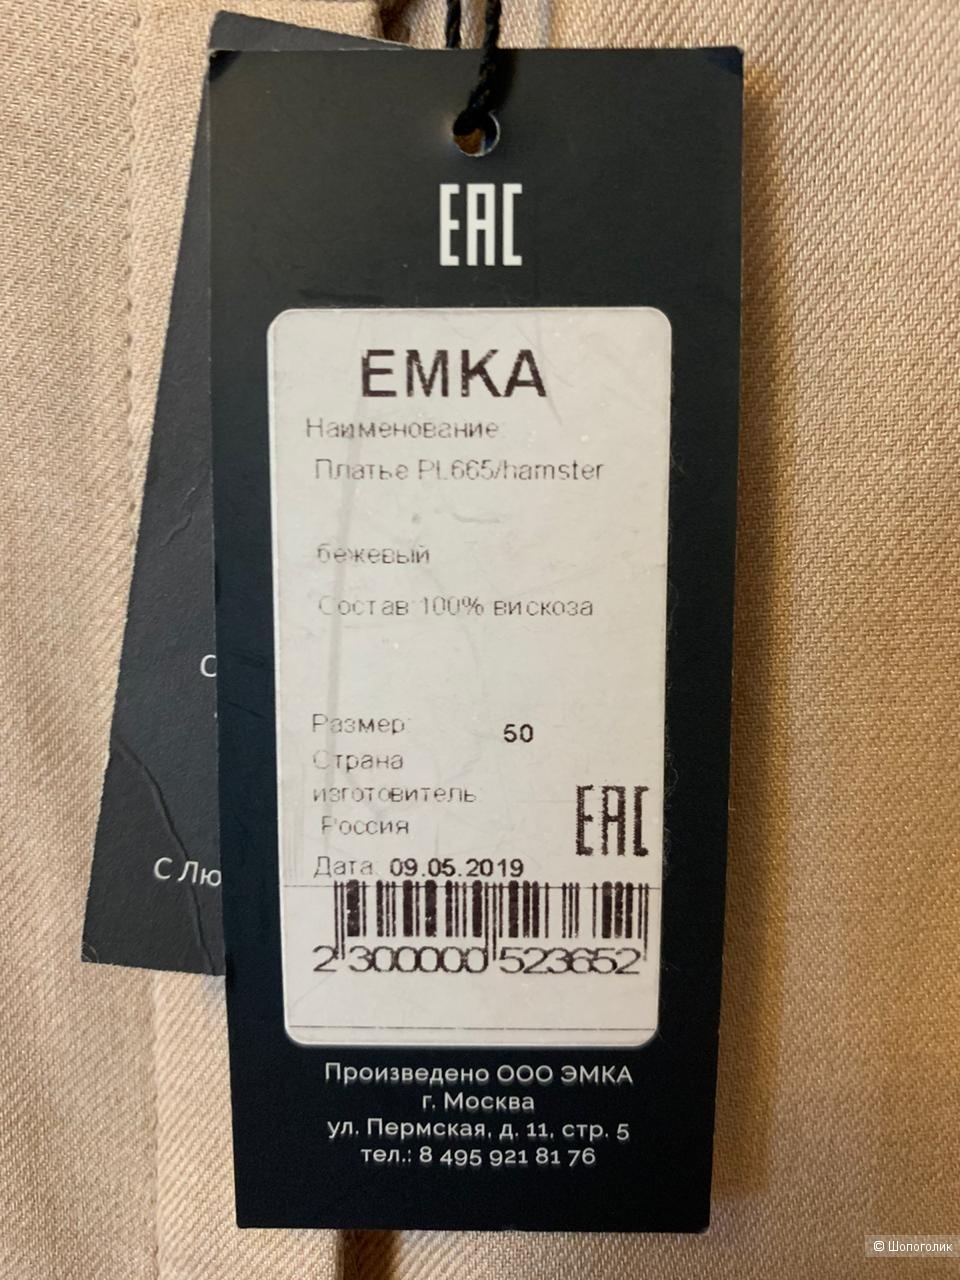 EAC
EMKA
Наименование:
Платье PL665/hamster
бежевый
Состав: 100% вискоза
Размер: 50
Страна
изготовитель:
Россия
EAC
Дата: 09.05.2019
2 300000 523652
Произведено ООО ЭМКА
г. Москва
ул. Пермская, д. 11, стр. 5
тел.: 8 495 921 81 76
С Лю
© Шопоголик